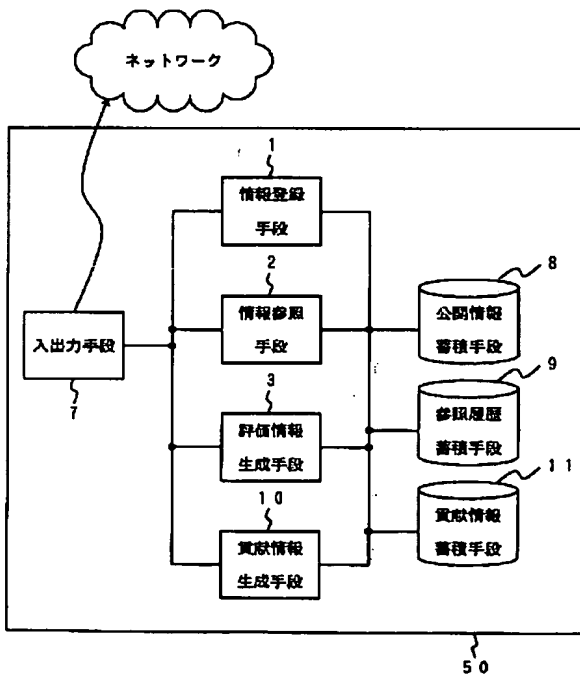 ネットワーク
1
情報登録
手段
2
情報参照
手段
3
評価情報
生成手段
10
貢献情報
生成手段
入出力手段
7
8
公開情報
蓄積手段
9
参照履歴
蓄積手段
11
貢献情報
蓄積手段
50